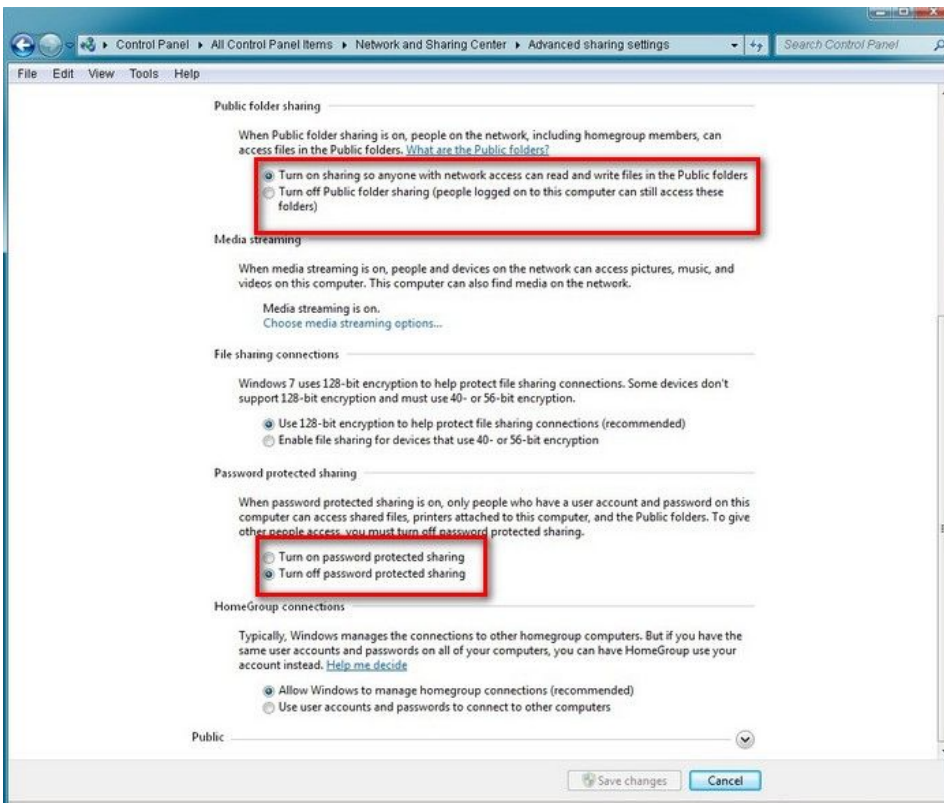 Control Panel ▸ All Control Panel Items ▸ Network and Sharing Center ▸ Advanced sharing settings
Search Control Panel
File Edit View Tools Help
Public folder sharing
When Public folder sharing is on, people on the network, including homegroup members, can
access files in the Public folders. What are the Public folders?
Turn on sharing so anyone with network access can read and write files in the Public folders
Turn off Public folder sharing (people logged on to this computer can still access these
folders)
Media streaming
When media streaming is on, people and devices on the network can access pictures, music, and
videos on this computer. This computer can also find media on the network.
Media streaming is on.
Choose media streaming options...
File sharing connections
Windows 7 uses 128-bit encryption to help protect file sharing connections. Some devices don't
support 128-bit encryption and must use 40- or 56-bit encryption.
Use 128-bit encryption to help protect file sharing connections (recommended)
Enable file sharing for devices that use 40- or 56-bit encryption
Password protected sharing
When password protected sharing is on, only people who have a user account and password on this
computer can access shared files, printers attached to this computer, and the Public folders. To give
other people access, you must turn off password protected sharing.
Turn on password protected sharing
Turn off password protected sharing
HomeGroup connections
Typically, Windows manages the connections to other homegroup computers. But if you have the
same user accounts and passwords on all of your computers, you can have HomeGroup use your
account instead. Help me decide
Allow Windows to manage homegroup connections (recommended)
Use user accounts and passwords to connect to other computers
Public
Save changes Cancel